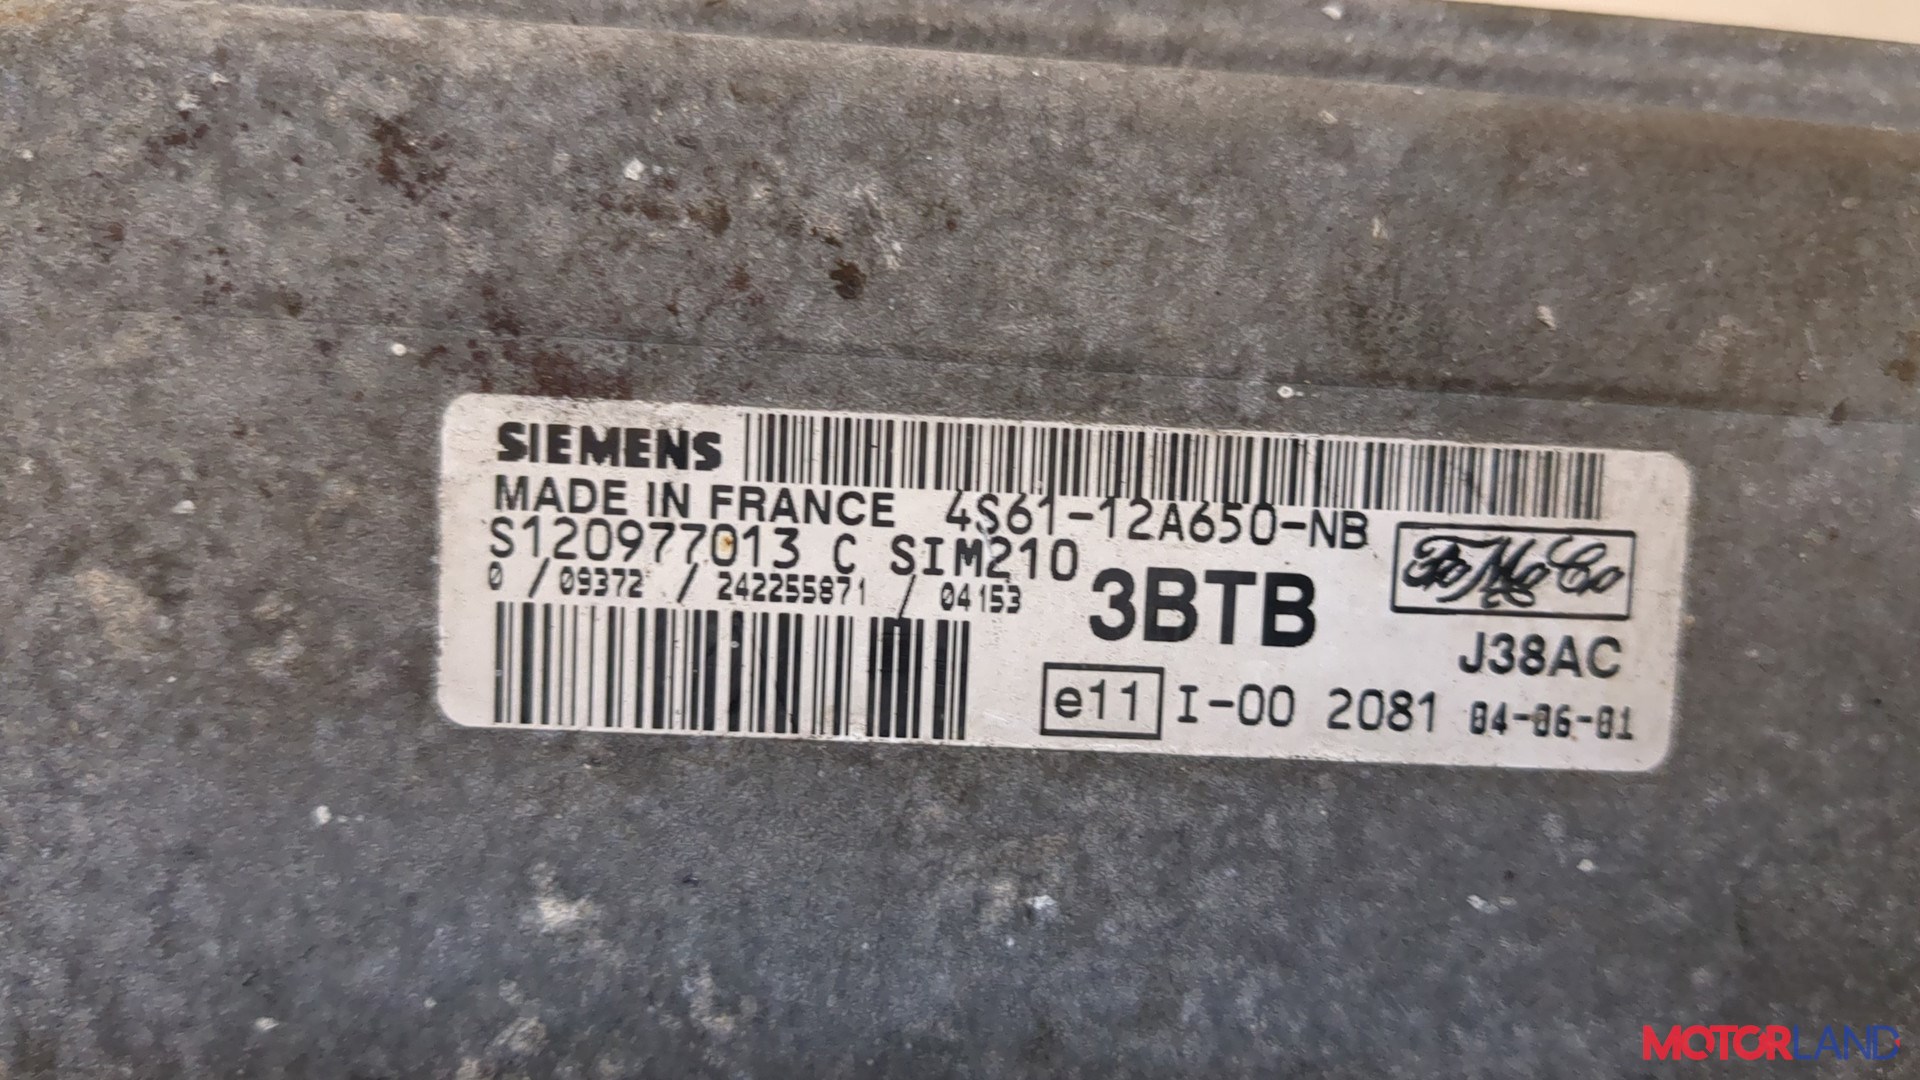 SIEMENS
MADE IN FRANCE 4S61-12A650-NB
S120977013 C SIM210
0 / 09372 / 242255871 / 04153
3BTB
FoMoCo
J38AC
e11 I-00 2081 04-06-01
MOTORLAND